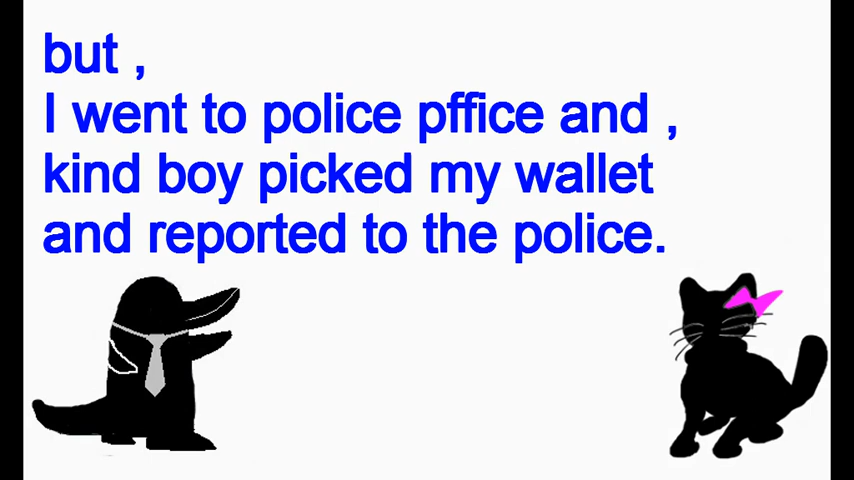 but ,
I went to police pffice and ,
kind boy picked my wallet
and reported to the police.